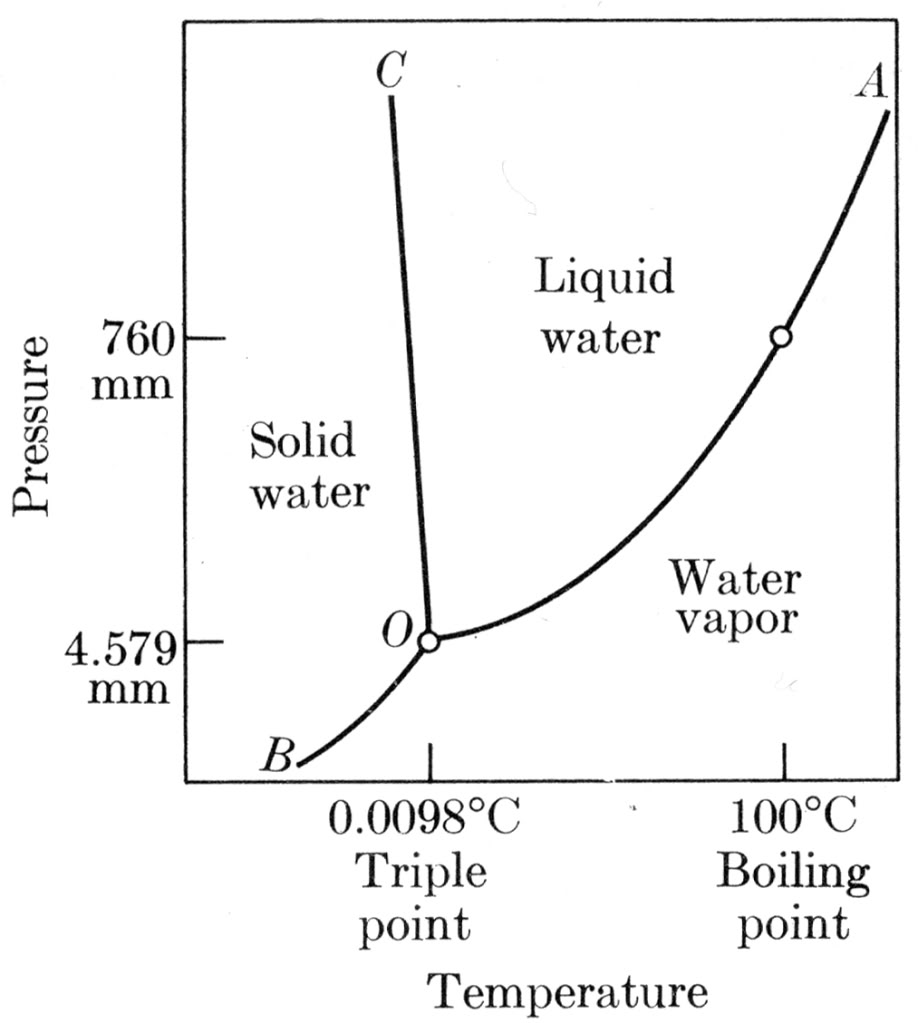 C
A
Liquid
water
760
mm
Pressure
Solid
water
Water
vapor
O
4.579
mm
B
0.0098°C
100°C
Triple
point
Boiling
point
Temperature